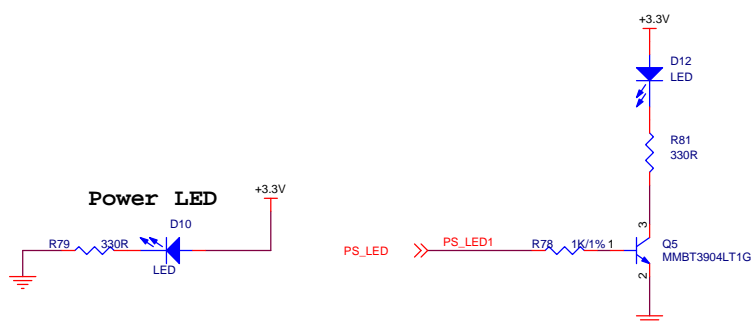 +3.3V
D12
LED
R81
330R
Power LED
+3.3V
D10
R79
330R
LED
PS_LED
PS_LED1
R78
1K/1%
1
3
2
Q5
MMBT3904LT1G